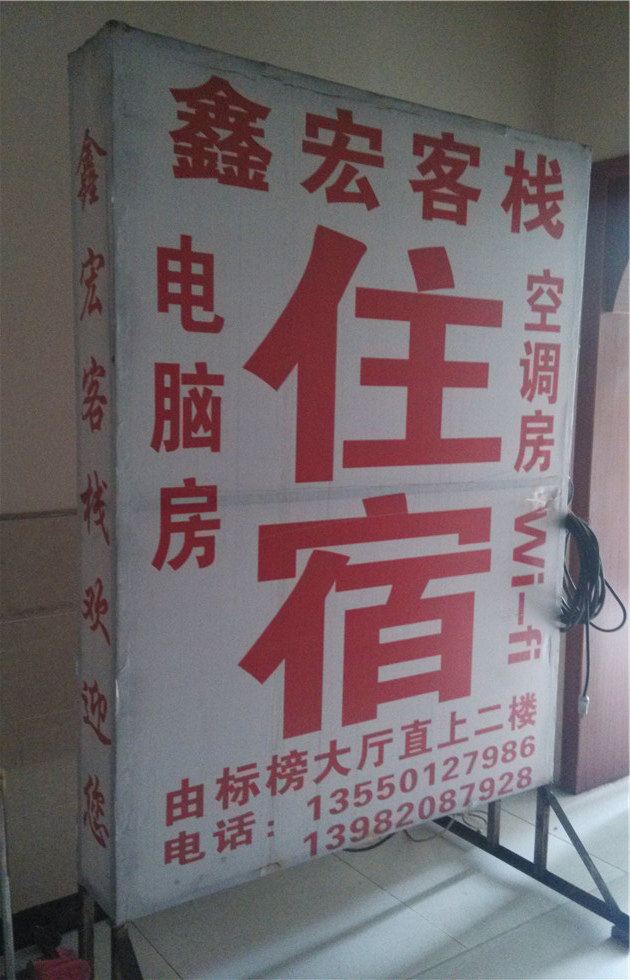 鑫宏客栈
住宿
电脑房
空调房
Wi-fi
由标榜大厅直上二楼
电话：13550127986
13982087928
鑫宏客栈欢迎您